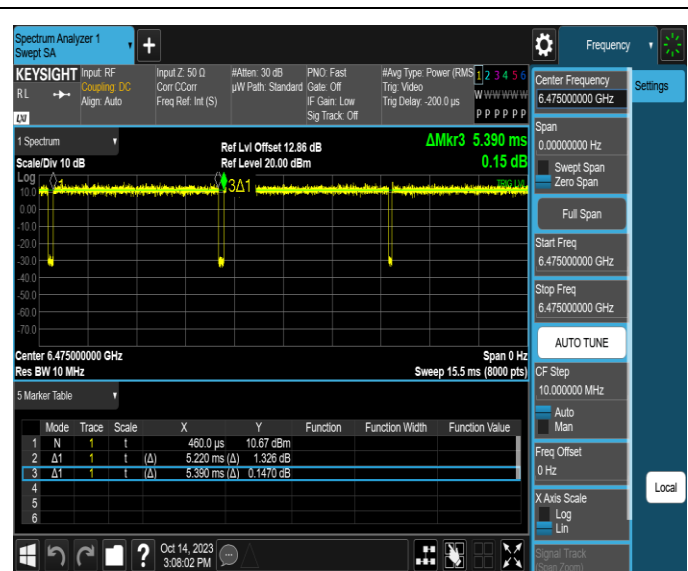 Spectrum Analyzer 1
Swept SA
+
Frequency
KEYSIGHT
RL
LXI
Input: RF
Coupling: DC
Align: Auto
Input Z: 50 Ω
Corr CCorr
Freq Ref: Int (S)
#Atten: 30 dB
µW Path: Standard
PNO: Fast
Gate: Off
IF Gain: Low
Sig Track: Off
#Avg Type: Power (RMS
Trig: Video
Trig Delay: -200.0 µs
1 2 3 4 5 6
W W W W W W
P P P P P P
1 Spectrum
Scale/Div 10 dB
Log
Ref Lvl Offset 12.86 dB
Ref Level 20.00 dBm
ΔMkr3 5.390 ms
0.15 dB
TRIG LVL
1
3Δ1
10.0
0.00
-10.0
-20.0
-30.0
-40.0
-50.0
-60.0
-70.0
Center 6.475000000 GHz
Res BW 10 MHz
Span 0 Hz
Sweep 15.5 ms (8000 pts)
5 Marker Table
Mode Trace Scale X Y Function Function Width Function Value
1 N 1 t 460.0 µs 10.67 dBm
2 Δ1 1 t (Δ) 5.220 ms (Δ) 1.326 dB
3 Δ1 1 t (Δ) 5.390 ms (Δ) 0.1470 dB
4
5
6
?
Oct 14, 2023
3:08:02 PM
Center Frequency
6.475000000 GHz
Span
0.00000000 Hz
Swept Span
Zero Span
Full Span
Start Freq
6.475000000 GHz
Stop Freq
6.475000000 GHz
AUTO TUNE
CF Step
10.000000 MHz
Auto
Man
Freq Offset
0 Hz
X Axis Scale
Log
Lin
Signal Track
(Span Zoom)
Settings
Local